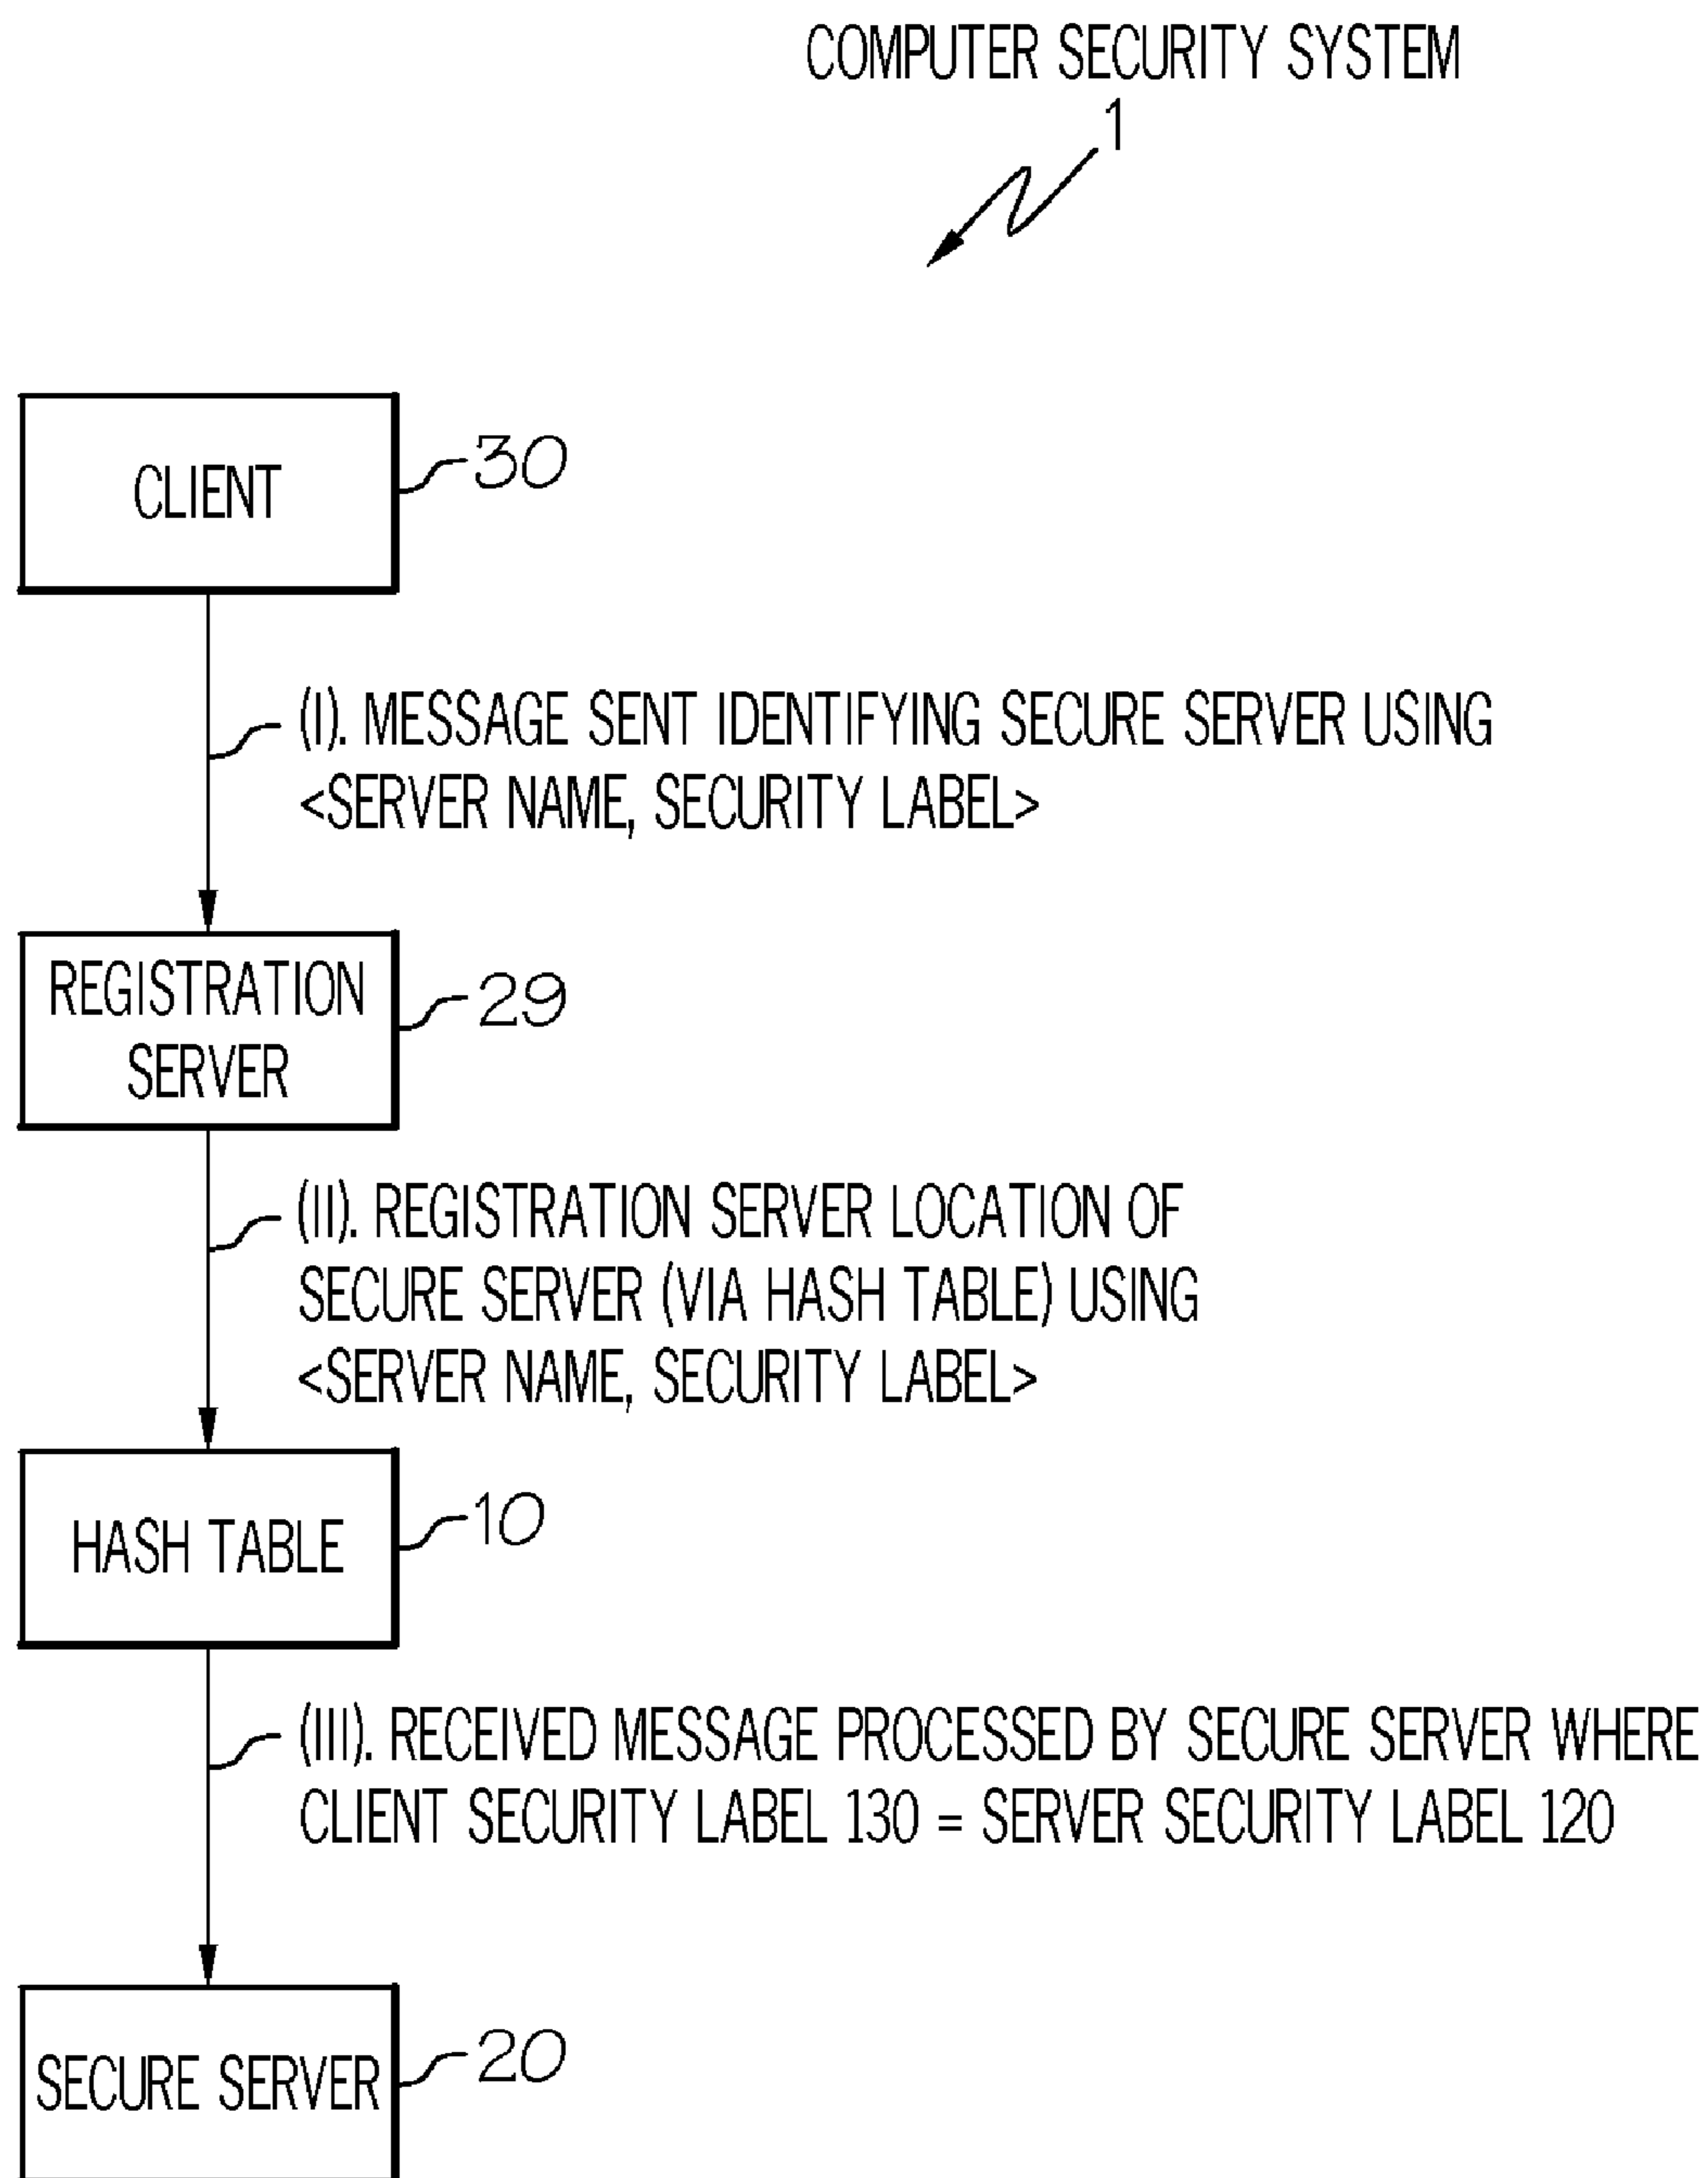 COMPUTER SECURITY SYSTEM
1
CLIENT
30
(I). MESSAGE SENT IDENTIFYING SECURE SERVER USING
<SERVER NAME, SECURITY LABEL>
REGISTRATION
SERVER
29
(II). REGISTRATION SERVER LOCATION OF
SECURE SERVER (VIA HASH TABLE) USING
<SERVER NAME, SECURITY LABEL>
HASH TABLE
10
(III). RECEIVED MESSAGE PROCESSED BY SECURE SERVER WHERE
CLIENT SECURITY LABEL 130 = SERVER SECURITY LABEL 120
SECURE SERVER
20